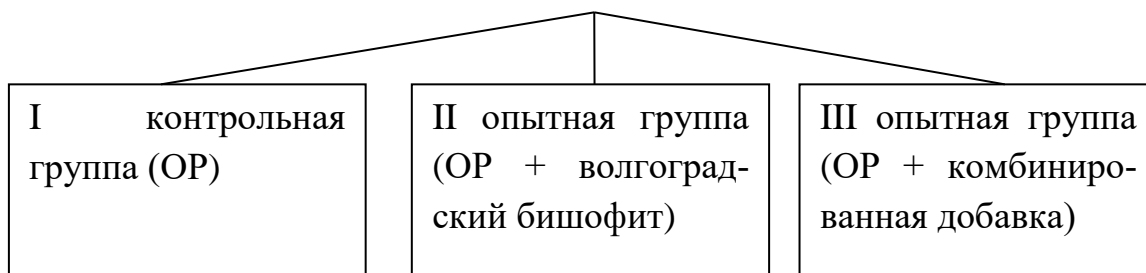 I контрольная
группа (ОР)
II опытная группа
(ОР + волгоград-
ский бишофит)
III опытная группа
(ОР + комбиниро-
ванная добавка)